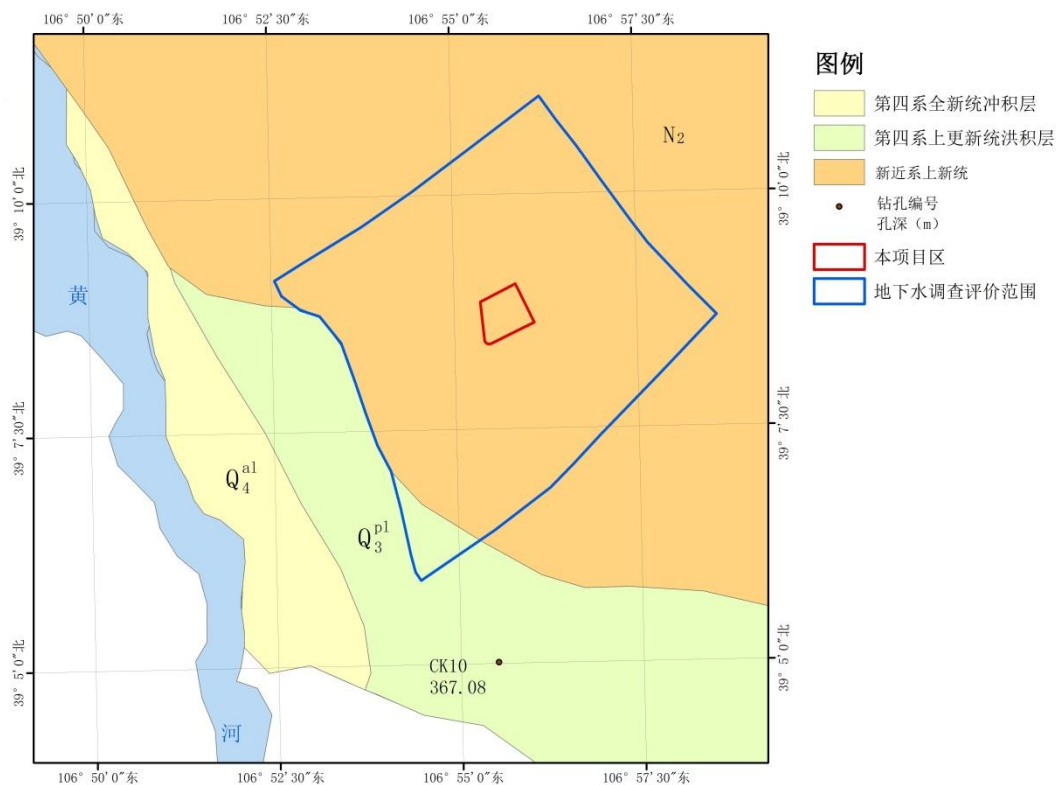 106° 50′0″东 106° 52′30″东 106° 55′0″东 106° 57′30″东
图例
第四系全新统冲积层
第四系上更新统洪积层
新近系上新统
钻孔编号
孔深（m）
本项目区
地下水调查评价范围
N₂
39° 10′0″北
39° 10′0″北
黄
39° 7′30″北
39° 7′30″北
Q₄ᵃˡ
Q₃ᵖˡ
39° 5′0″北
39° 5′0″北
CK10
367.08
河
106° 50′0″东 106° 52′30″东 106° 55′0″东 106° 57′30″东